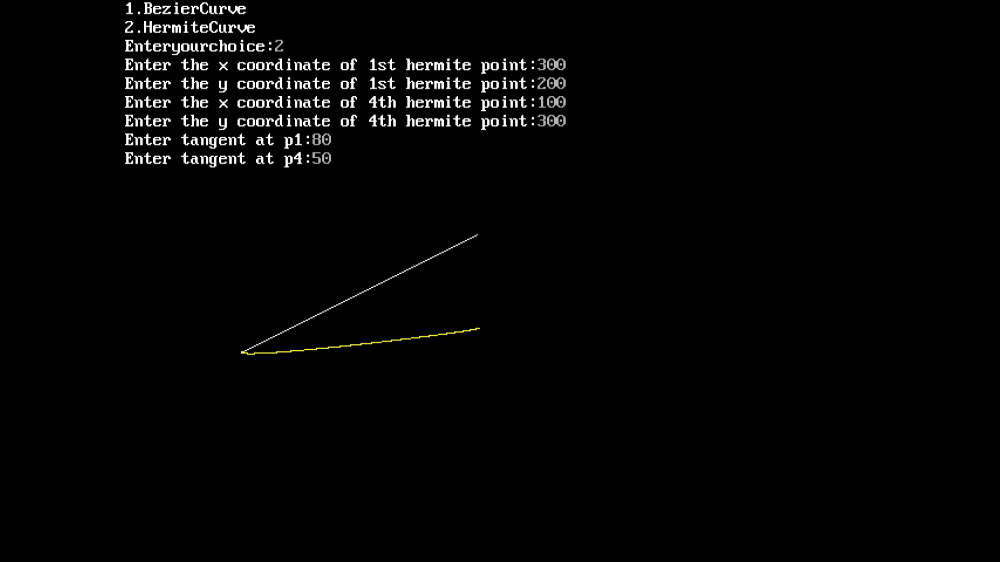 1.BezierCurve
2.HermiteCurve
Enteryourchoice:2
Enter the x coordinate of 1st hermite point:300
Enter the y coordinate of 1st hermite point:200
Enter the x coordinate of 4th hermite point:100
Enter the y coordinate of 4th hermite point:300
Enter tangent at p1:80
Enter tangent at p4:50